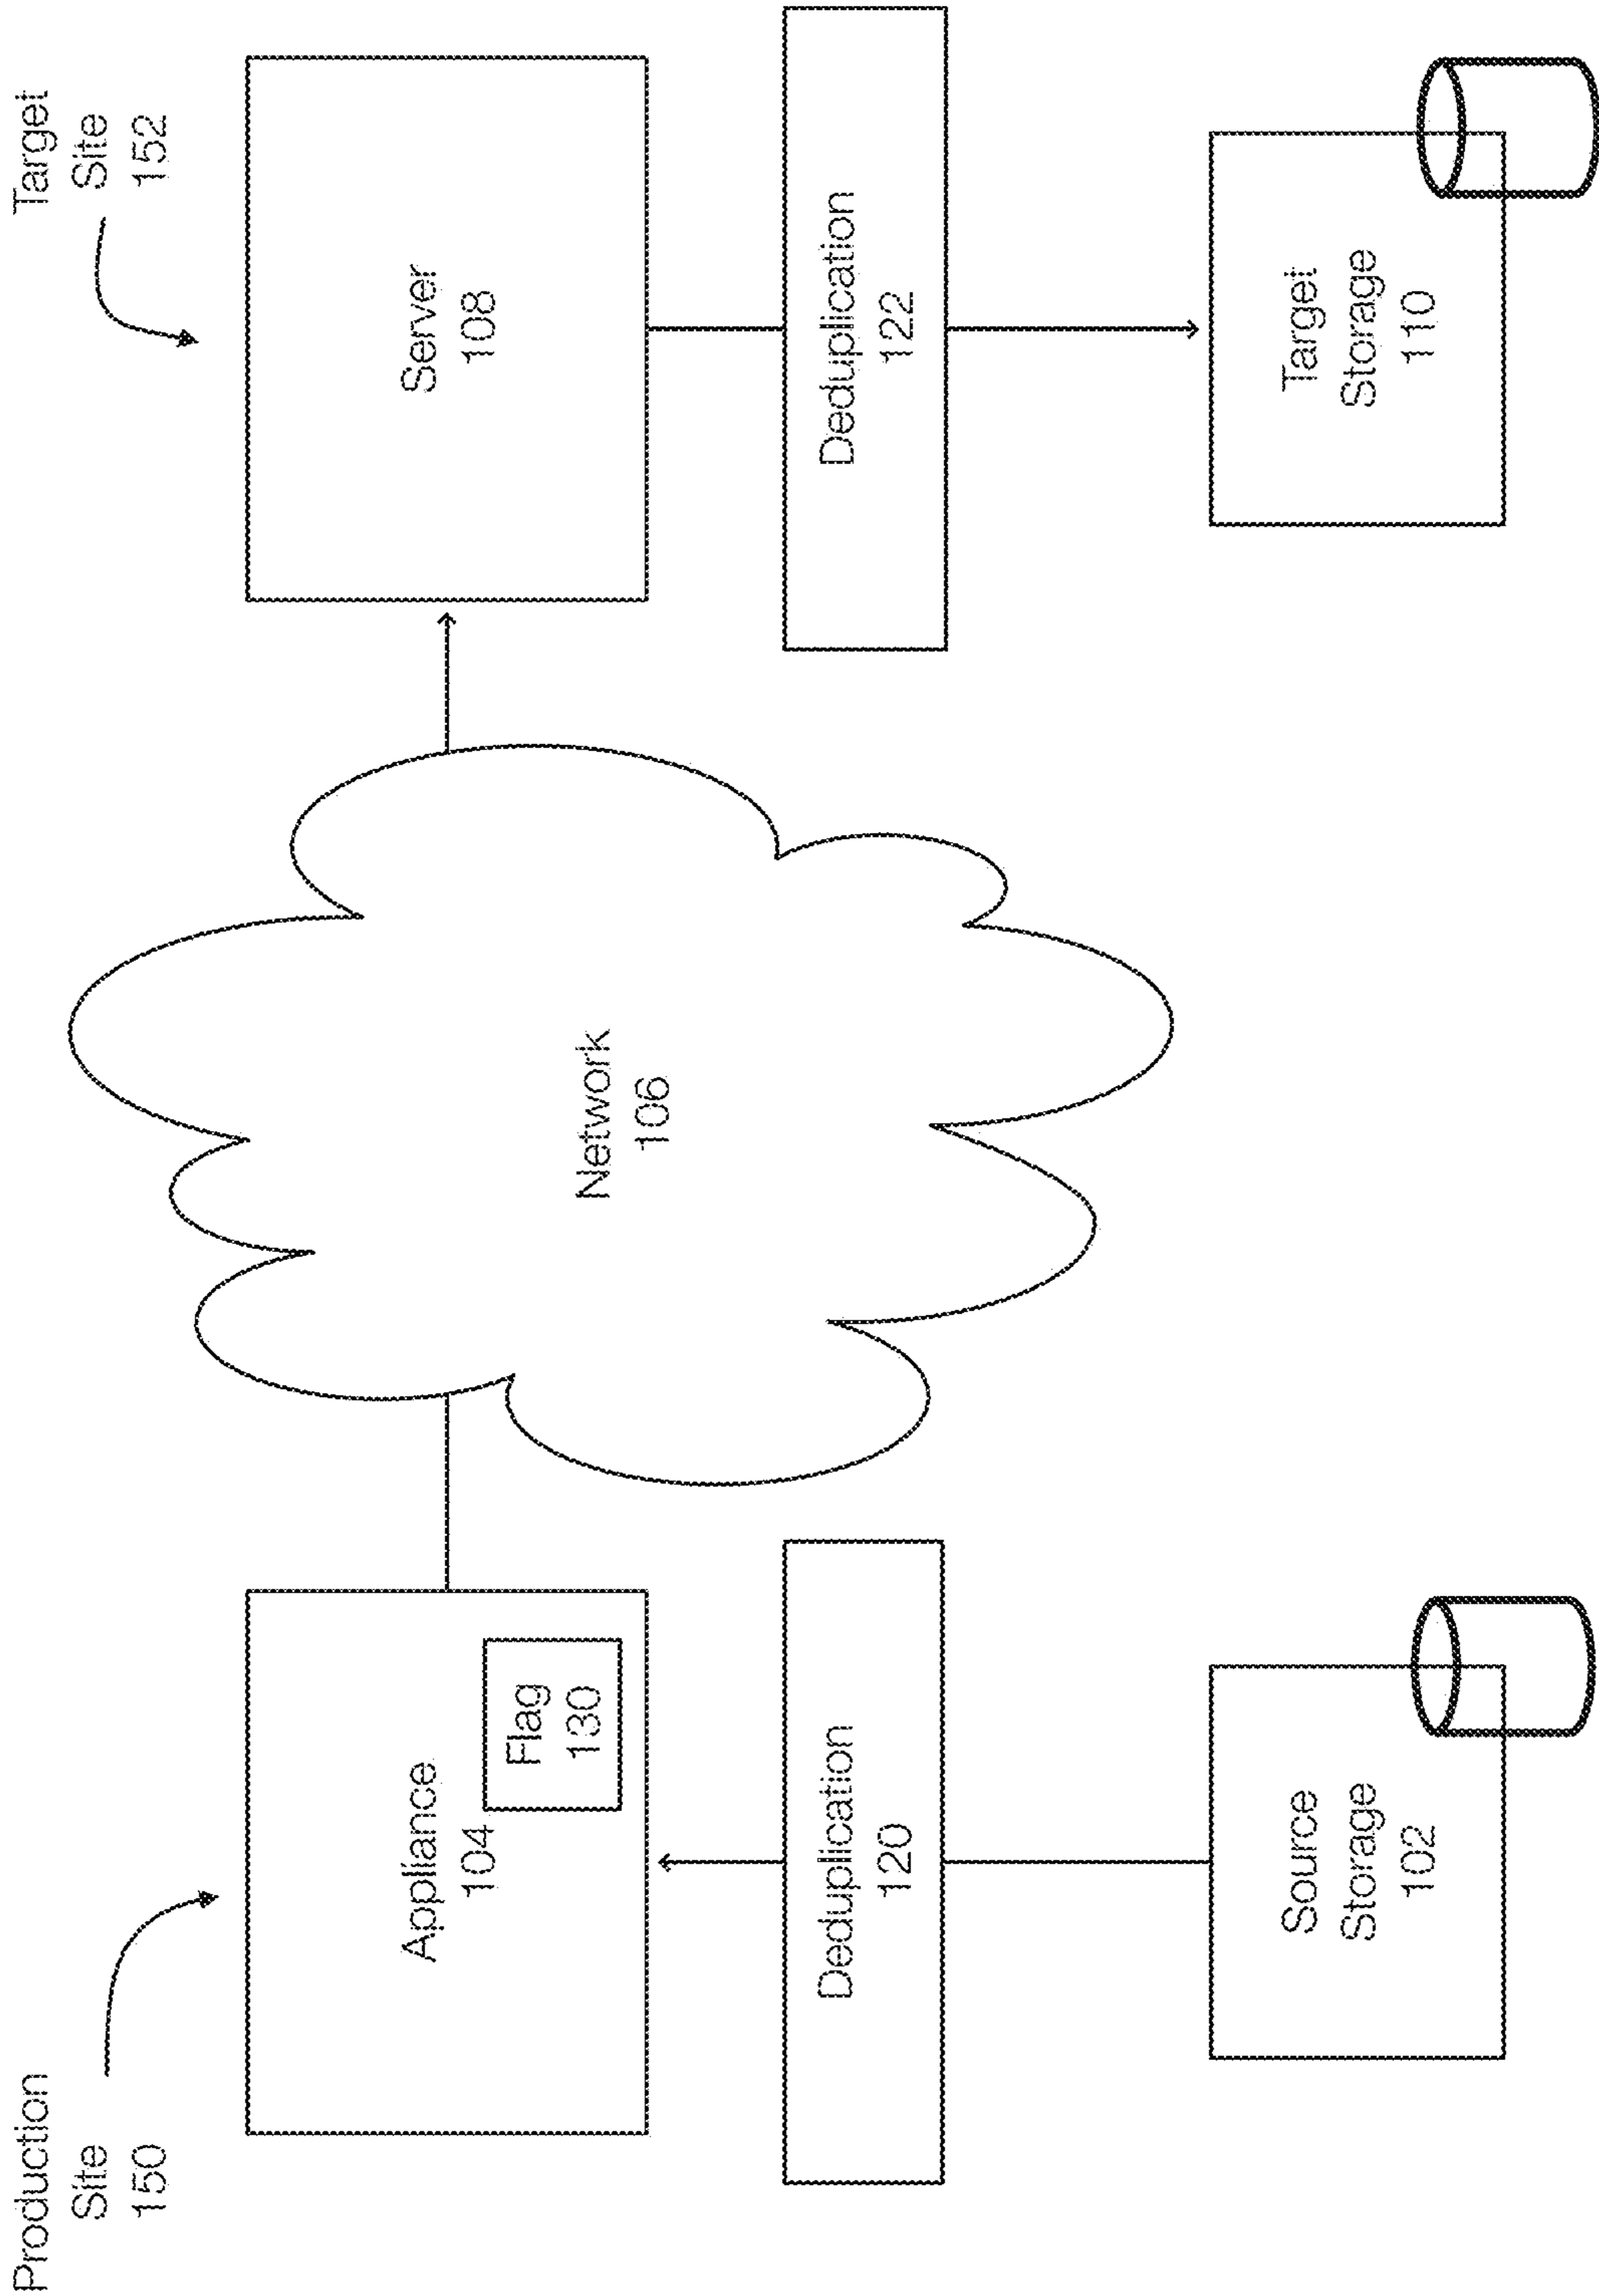 Production
Site
150
Target
Site
152
Appliance
104
Flag
130
Network
106
Server
108
Deduplication
120
Deduplication
122
Source
Storage
102
Target
Storage
110